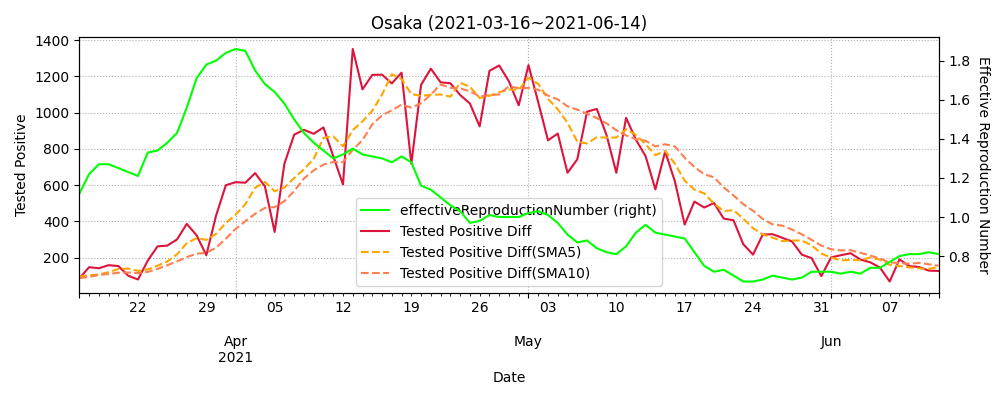 Osaka (2021-03-16~2021-06-14)
1400
1200
1000
800
600
400
200
Tested Positive
1.8
1.6
1.4
1.2
1.0
0.8
Effective Reproduction Number
effectiveReproductionNumber (right)
Tested Positive Diff
Tested Positive Diff(SMA5)
Tested Positive Diff(SMA10)
22 29 05 12 19 26 03 10 17 24 31 07
Apr May Jun
2021
Date